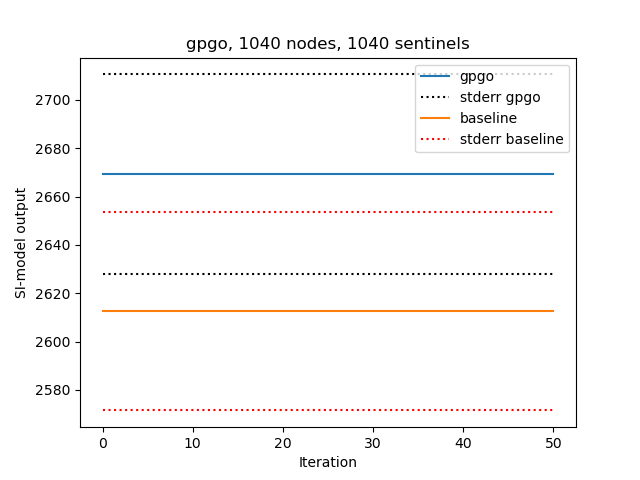 gpgo, 1040 nodes, 1040 sentinels
gpgo
stderr gpgo
baseline
stderr baseline
SI-model output
2700
2680
2660
2640
2620
2600
2580
0 10 20 30 40 50
Iteration